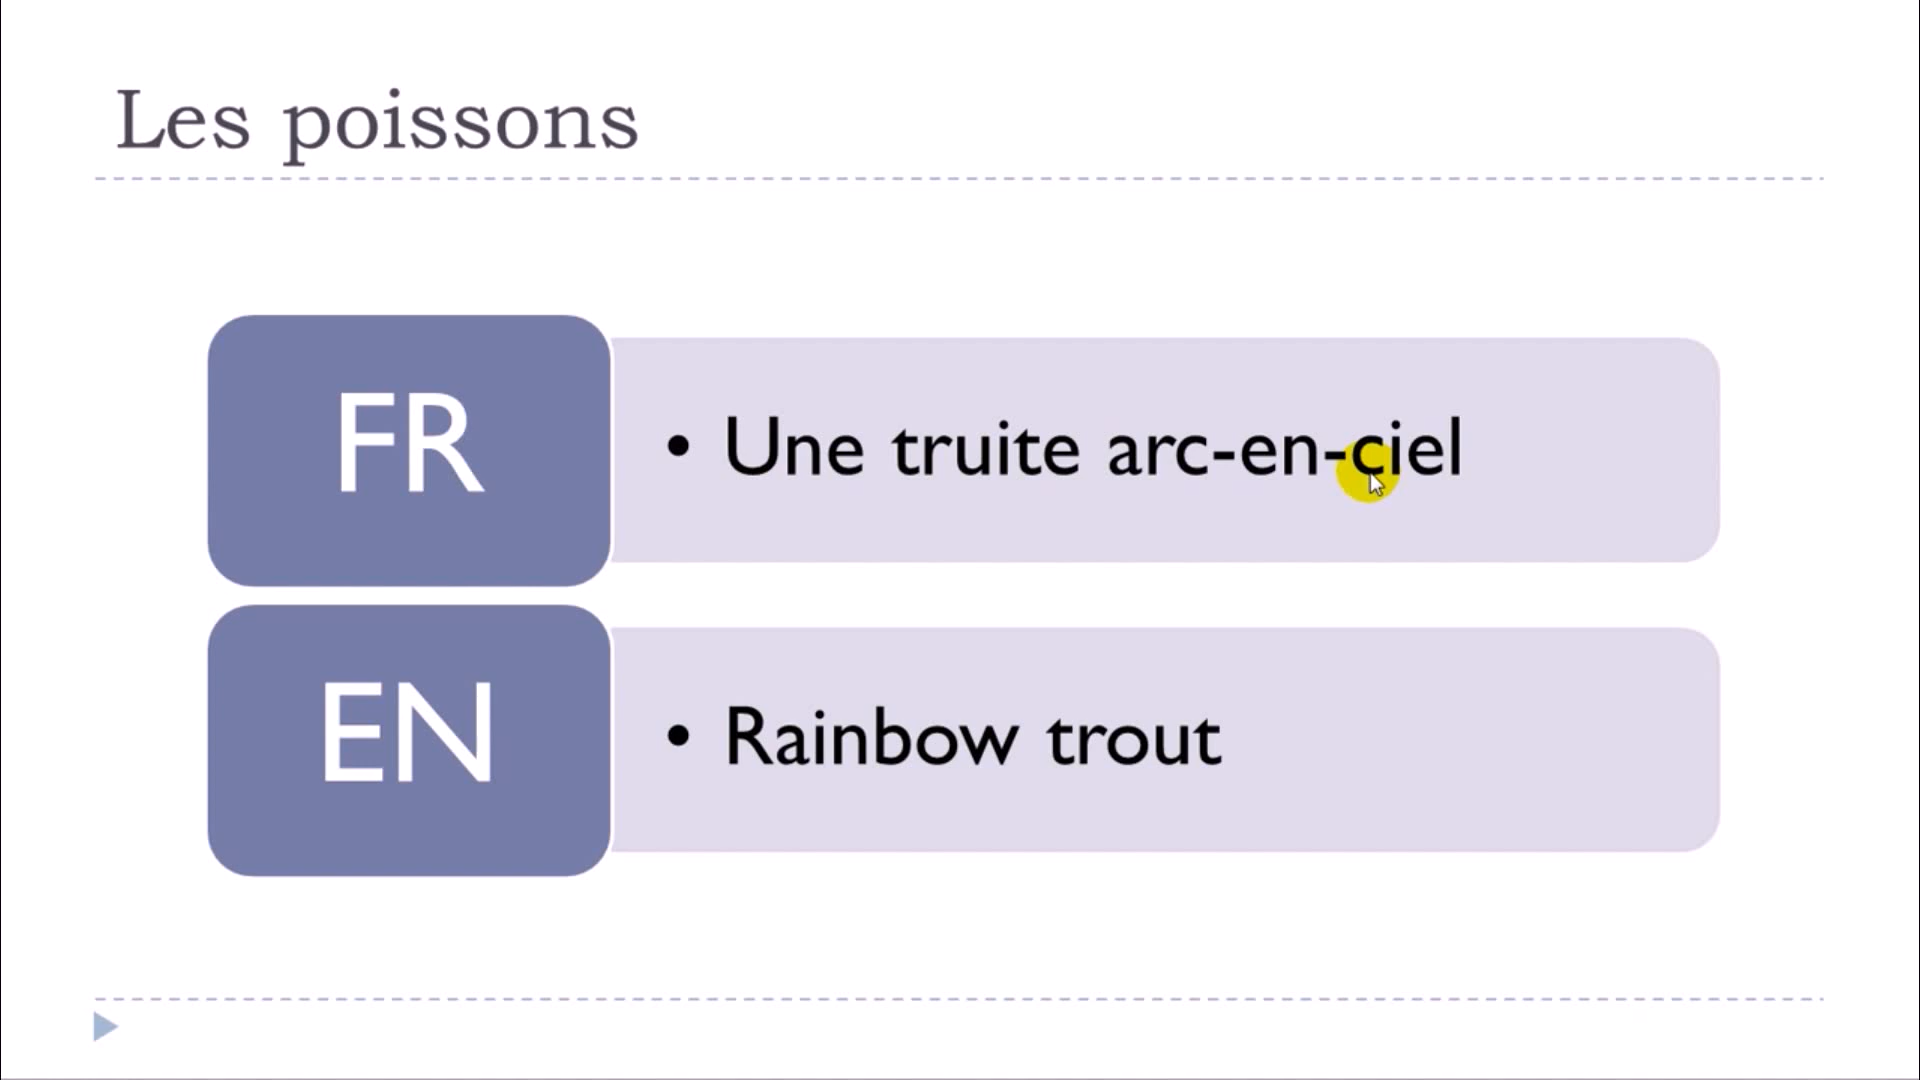 Les poissons
FR
• Une truite arc-en-ciel
EN
• Rainbow trout